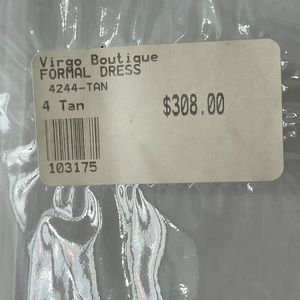 Virgo Boutique
FORMAL DRESS
4244-TAN
4 Tan
$308.00
103175